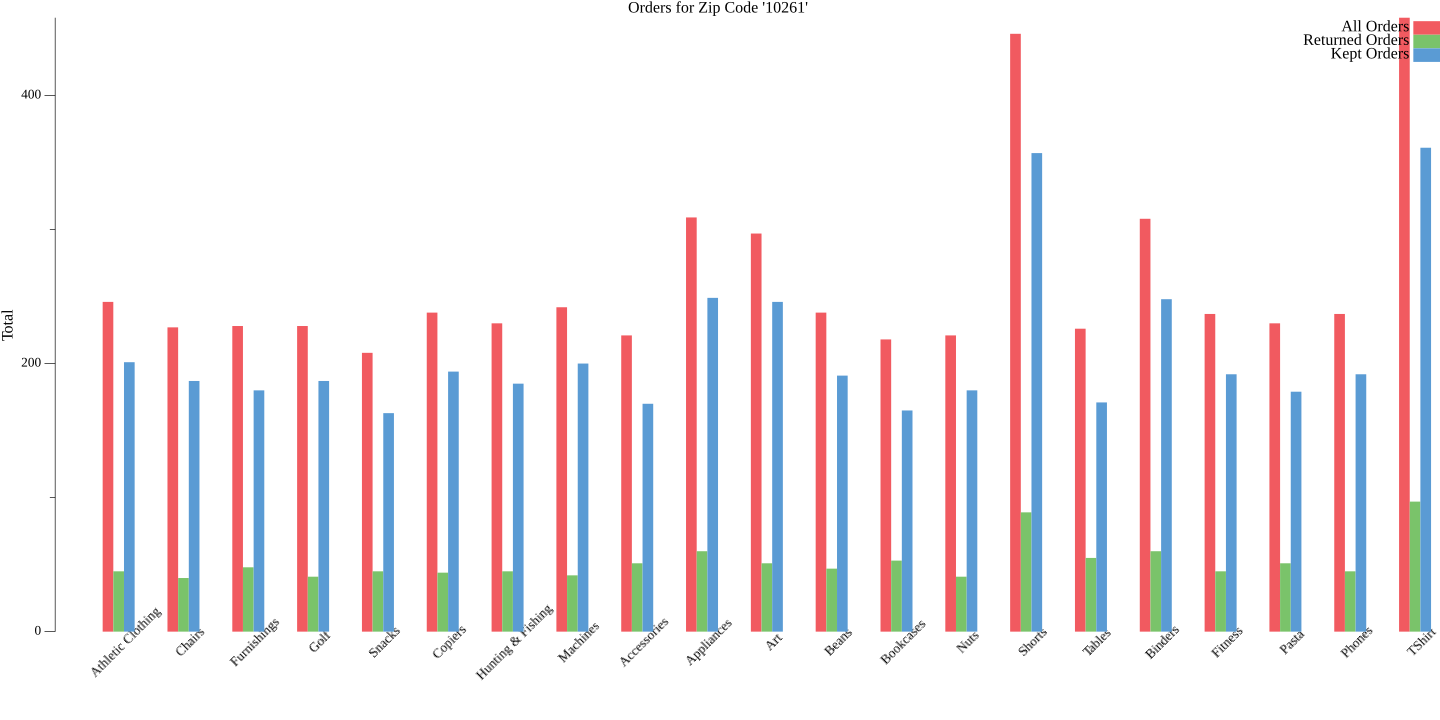 Orders for Zip Code '10261'
All Orders
Returned Orders
Kept Orders
Total
400
200
0
Athletic Clothing
Chairs
Furnishings
Golf
Snacks
Copiers
Hunting & Fishing
Machines
Accessories
Appliances
Art
Beans
Bookcases
Nuts
Shorts
Tables
Binders
Fitness
Pasta
Phones
TShirt